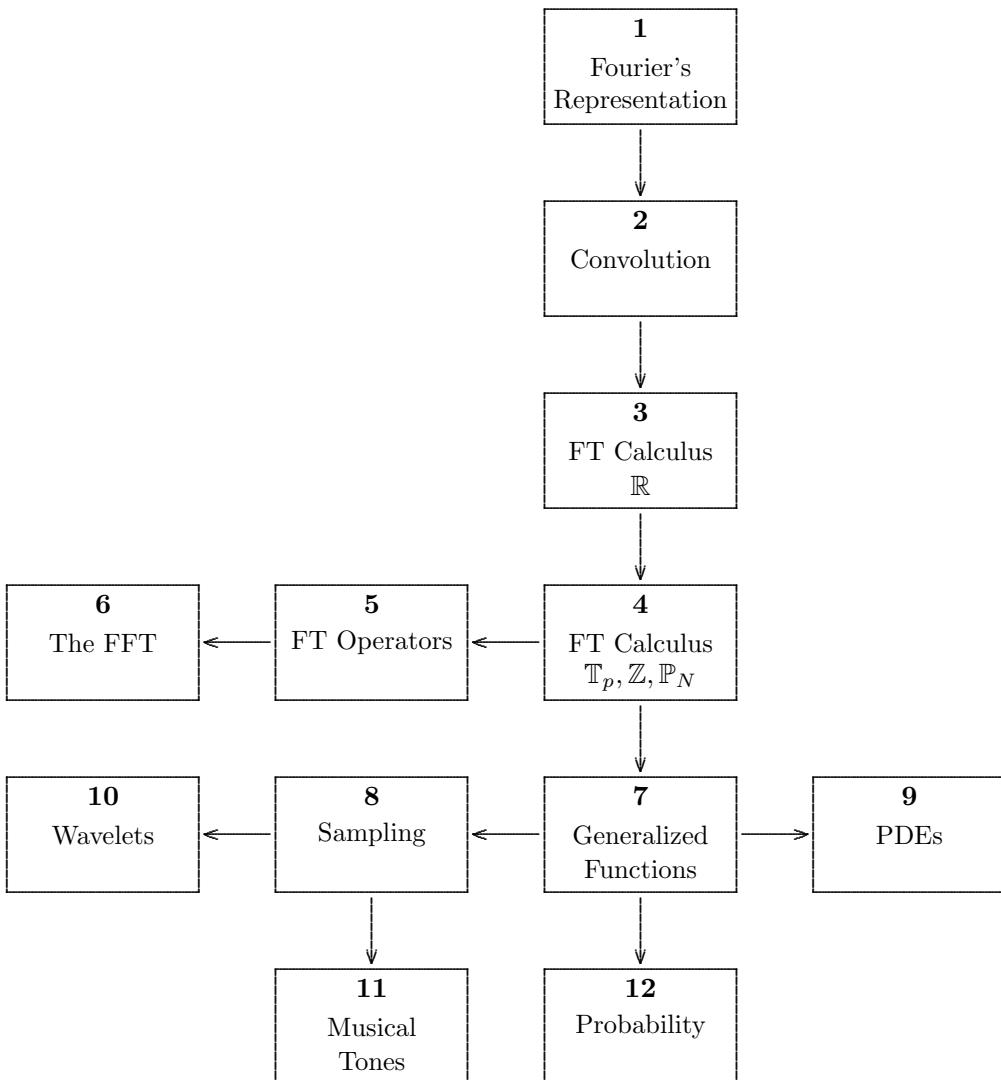 1
Fourier's
Representation
2
Convolution
3
FT Calculus
ℝ
6
The FFT
5
FT Operators
4
FT Calculus
𝕋_p, ℤ, ℙ_N
10
Wavelets
8
Sampling
7
Generalized
Functions
9
PDEs
11
Musical
Tones
12
Probability